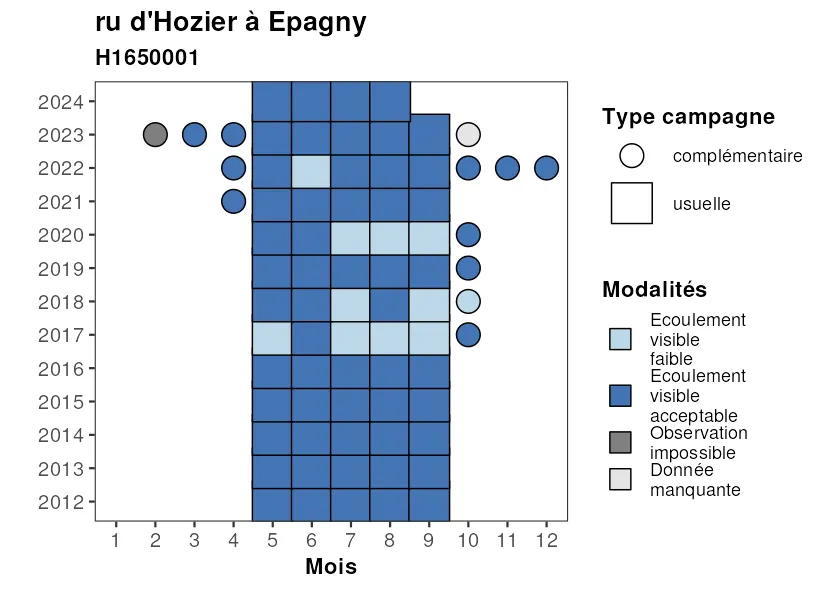 ru d'Hozier à Epagny
H1650001
2024
2023
2022
2021
2020
2019
2018
2017
2016
2015
2014
2013
2012
1 2 3 4 5 6 7 8 9 10 11 12
Mois
Type campagne
complémentaire
usuelle
Modalités
Ecoulement
visible
faible
Ecoulement
visible
acceptable
Observation
impossible
Donnée
manquante